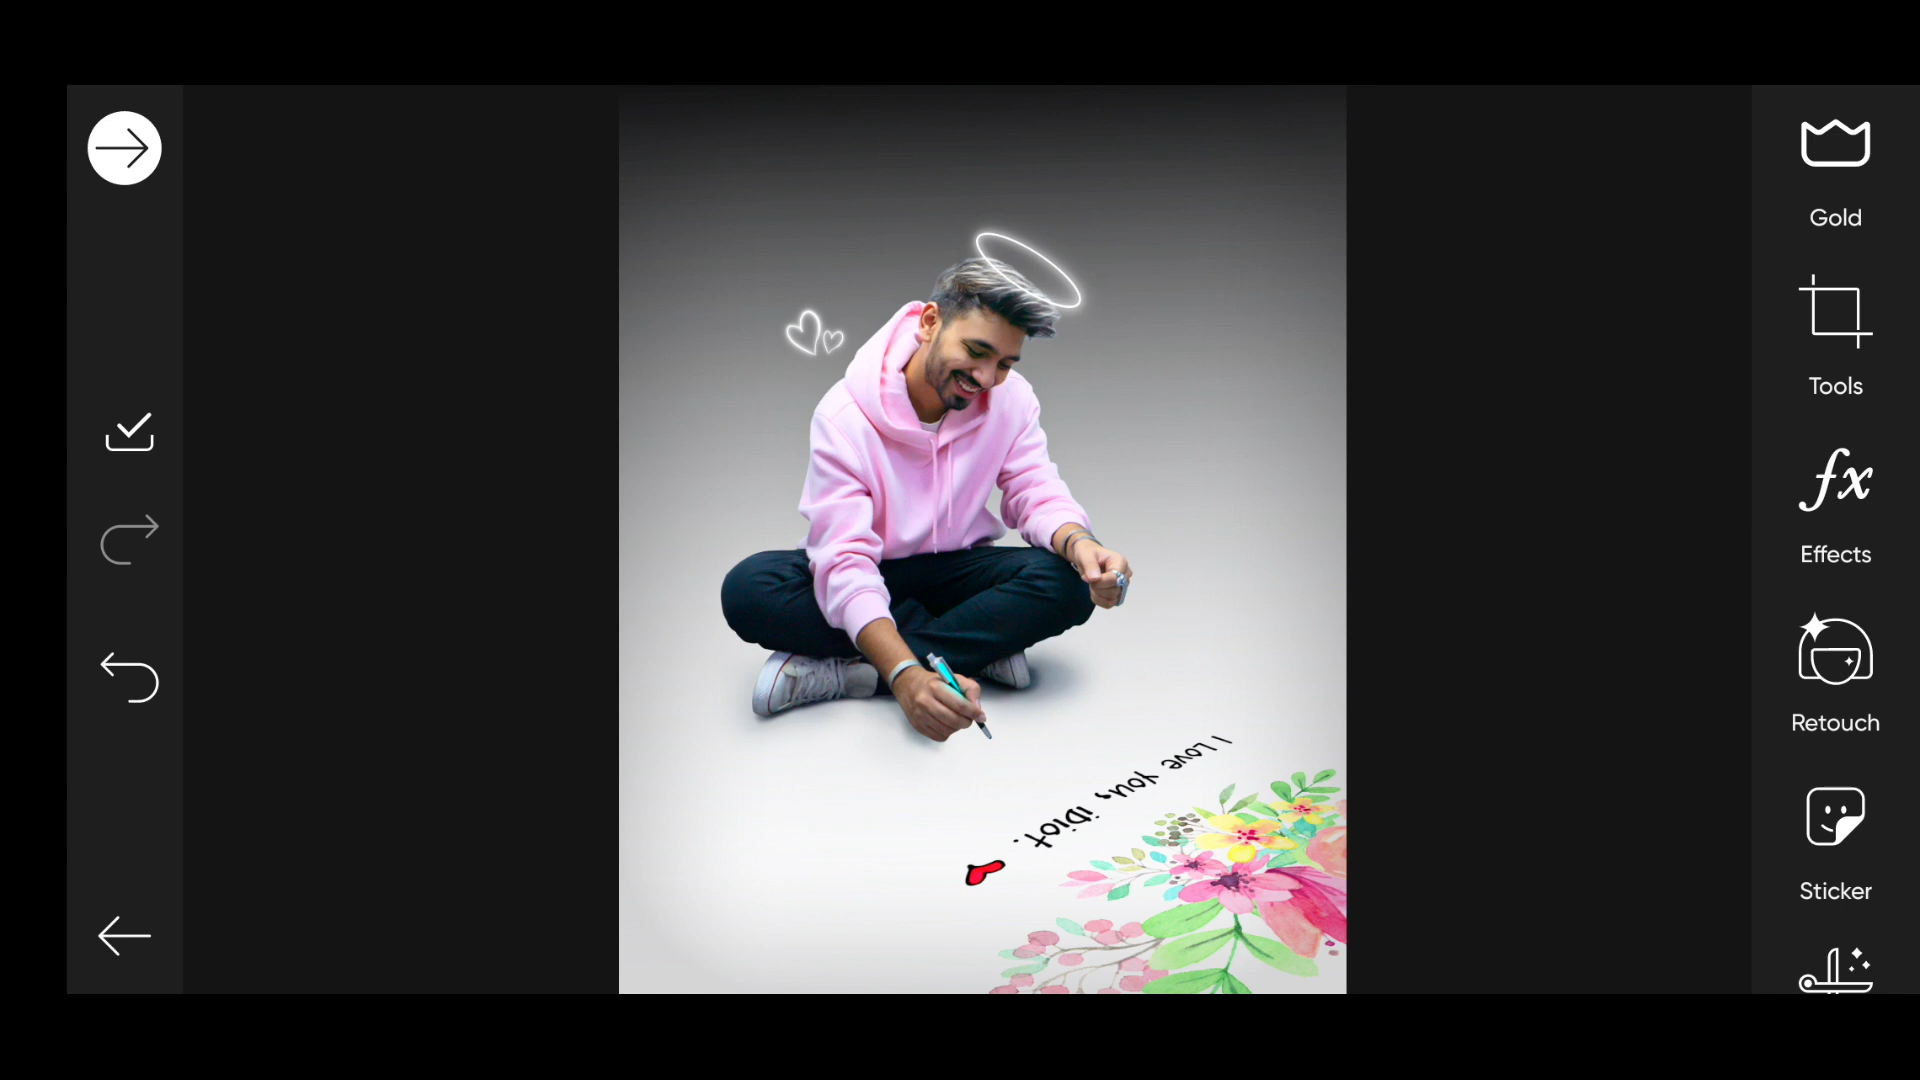 Gold
Tools
Effects
Retouch
Sticker
I Love you, idiot.